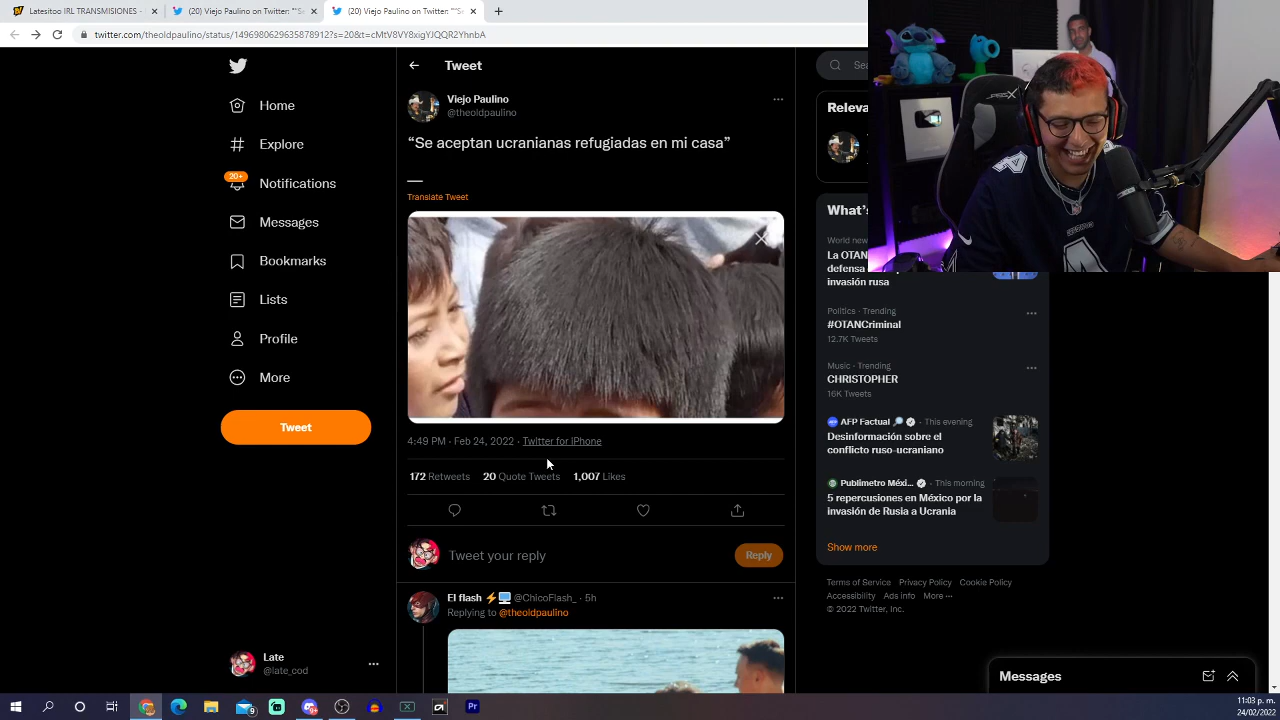 Latesitoo IRL TRANSMISIONES -
(20) Viejo Paulino on Twitter: "“Se
(20) Viejo Paulino on Twitter: "“Se
twitter.com/theoldpaulino/status/1496980629635878912?s=20&t=cMtV8VY8xigYJQQR2YhnbA
Home
Explore
20+
Notifications
Messages
Bookmarks
Lists
Profile
More
Tweet
Late
@late_cod
Tweet
Viejo Paulino
@theoldpaulino
“Se aceptan ucranianas refugiadas en mi casa”
Translate Tweet
4:49 PM · Feb 24, 2022 · Twitter for iPhone
172 Retweets 20 Quote Tweets 1,007 Likes
Tweet your reply
Reply
El flash ⚡🖥 @ChicoFlash_ · 5h
Replying to @theoldpaulino
Sea
Releva
What’s
World new
La OTAN
defensa
invasión rusa
Politics · Trending
#OTANCriminal
12.7K Tweets
Music · Trending
CHRISTOPHER
16K Tweets
AFP Factual 🔎 · This evening
Desinformación sobre el
conflicto ruso-ucraniano
Publimetro Méxi... · This morning
5 repercusiones en México por la
invasión de Rusia a Ucrania
Show more
Terms of Service Privacy Policy Cookie Policy
Accessibility Ads info More ···
© 2022 Twitter, Inc.
Messages
Pr
11:03 p. m.
24/02/2022